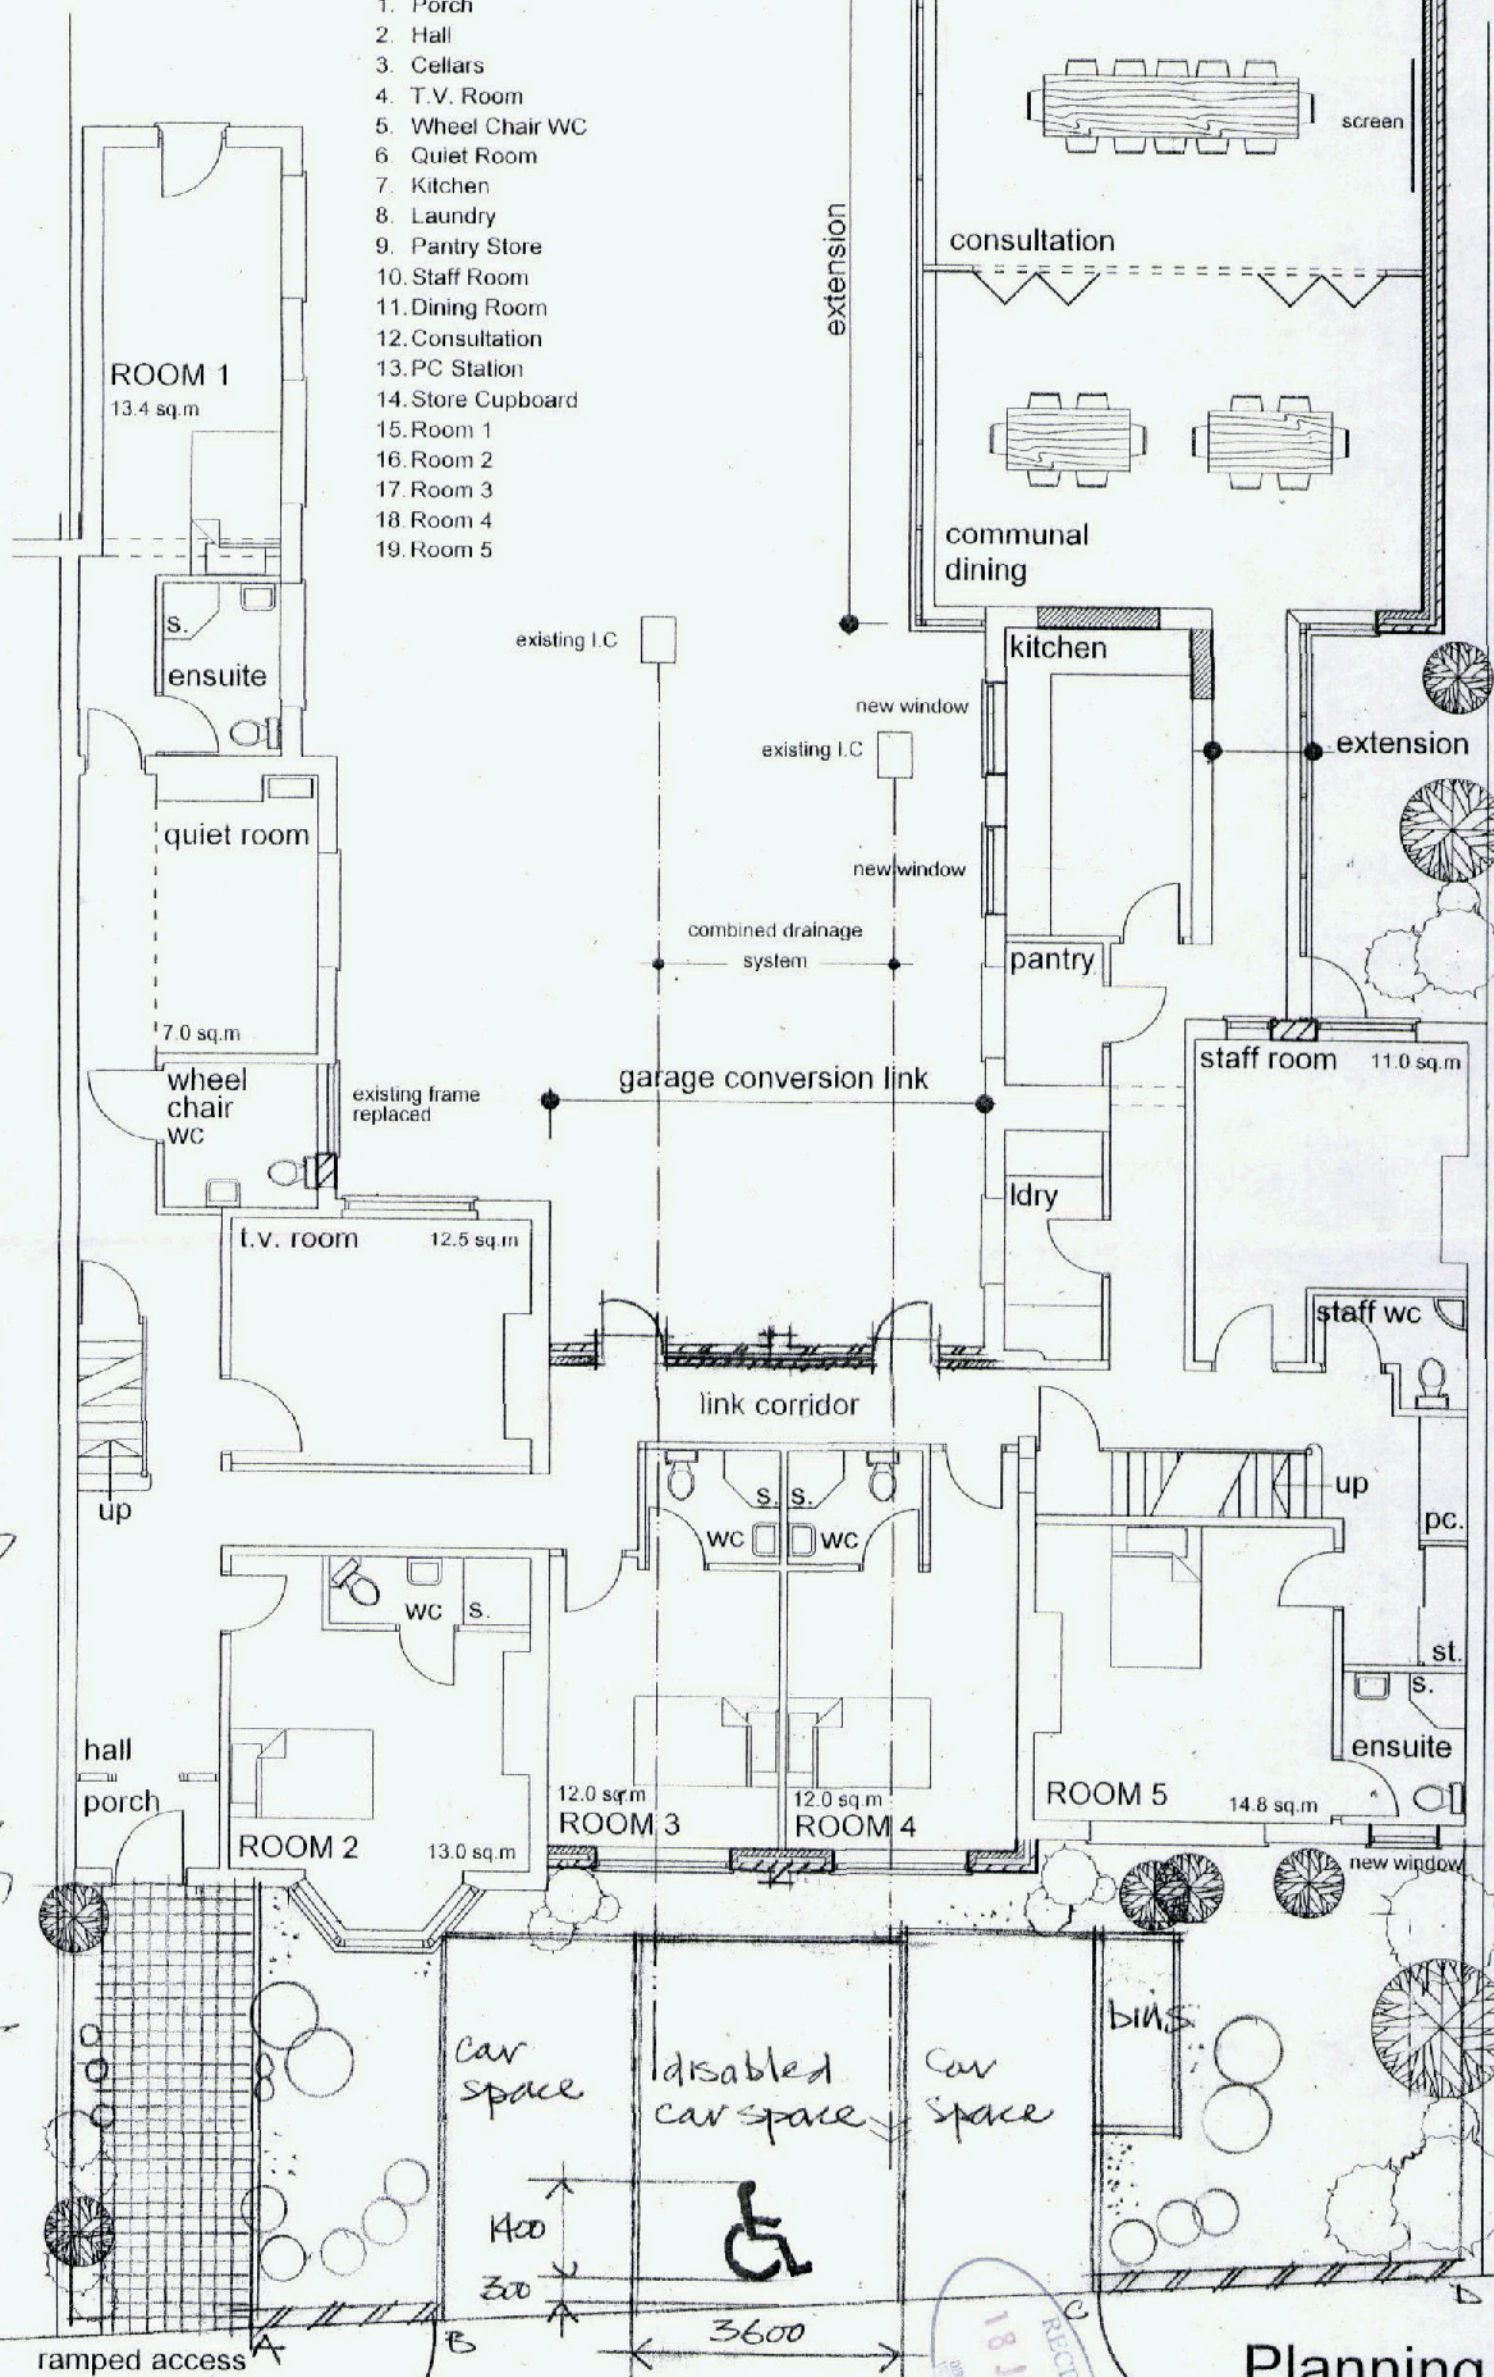 1. Porch
2. Hall
3. Cellars
4. T.V. Room
5. Wheel Chair WC
6. Quiet Room
7. Kitchen
8. Laundry
9. Pantry Store
10. Staff Room
11. Dining Room
12. Consultation
13. PC Station
14. Store Cupboard
15. Room 1
16. Room 2
17. Room 3
18. Room 4
19. Room 5
screen
consultation
extension
ROOM 1
13.4 sq.m
communal
dining
s.
ensuite
existing I.C
kitchen
new window
existing I.C
extension
quiet room
new window
combined drainage
system
pantry
7.0 sq.m
staff room 11.0 sq.m
wheel
chair
wc
existing frame
replaced
garage conversion link
ldry
t.v. room 12.5 sq.m
staff wc
link corridor
up
up
s. s.
wc wc
pc.
wc s.
st.
s.
hall
porch
ensuite
12.0 sq.m
ROOM 3
12.0 sq.m
ROOM 4
ROOM 5 14.8 sq.m
ROOM 2 13.0 sq.m
new window
bins
car
space
disabled
car space
Car
space
1400
300
3600
A
B
C
D
18 J
REC
ramped access
Planning